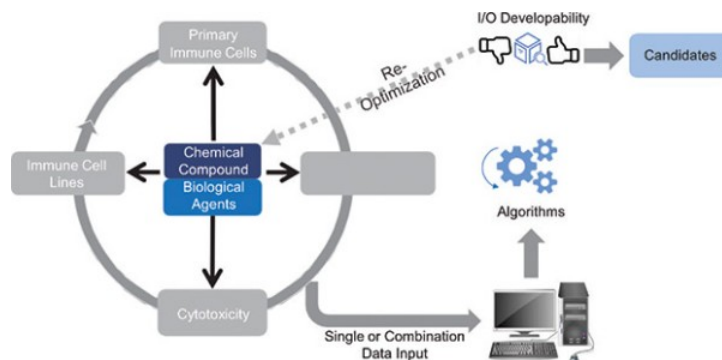 Primary
Immune Cells
I/O Developability
Candidates
Re-
Optimization
Immune Cell
Lines
Chemical
Compound
Biological
Agents
Algorithms
Cytotoxicity
Single or Combination
Data Input